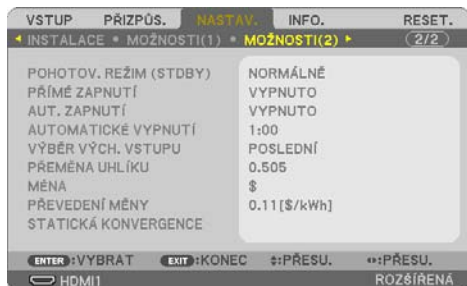 VSTUP PŘIZPŮS. NASTAV. INFO. RESET.
INSTALACE • MOŽNOSTI(1) • MOŽNOSTI(2) 2/2
POHOTOV. REŽIM (STDBY) NORMÁLNĚ
PŘÍMÉ ZAPNUTÍ VYPNUTO
AUT. ZAPNUTÍ VYPNUTO
AUTOMATICKÉ VYPNUTÍ 1:00
VÝBĚR VÝCH. VSTUPU POSLEDNÍ
PŘEMĚNA UHLÍKU 0.505
MĚNA $
PŘEVEDENÍ MĚNY 0.11[$/kWh]
STATICKÁ KONVERGENCE
ENTER:VYBRAT EXIT:KONEC ↕:PŘESU. ↔:PŘESU.
HDMI1 ROZŠÍŘENÁ